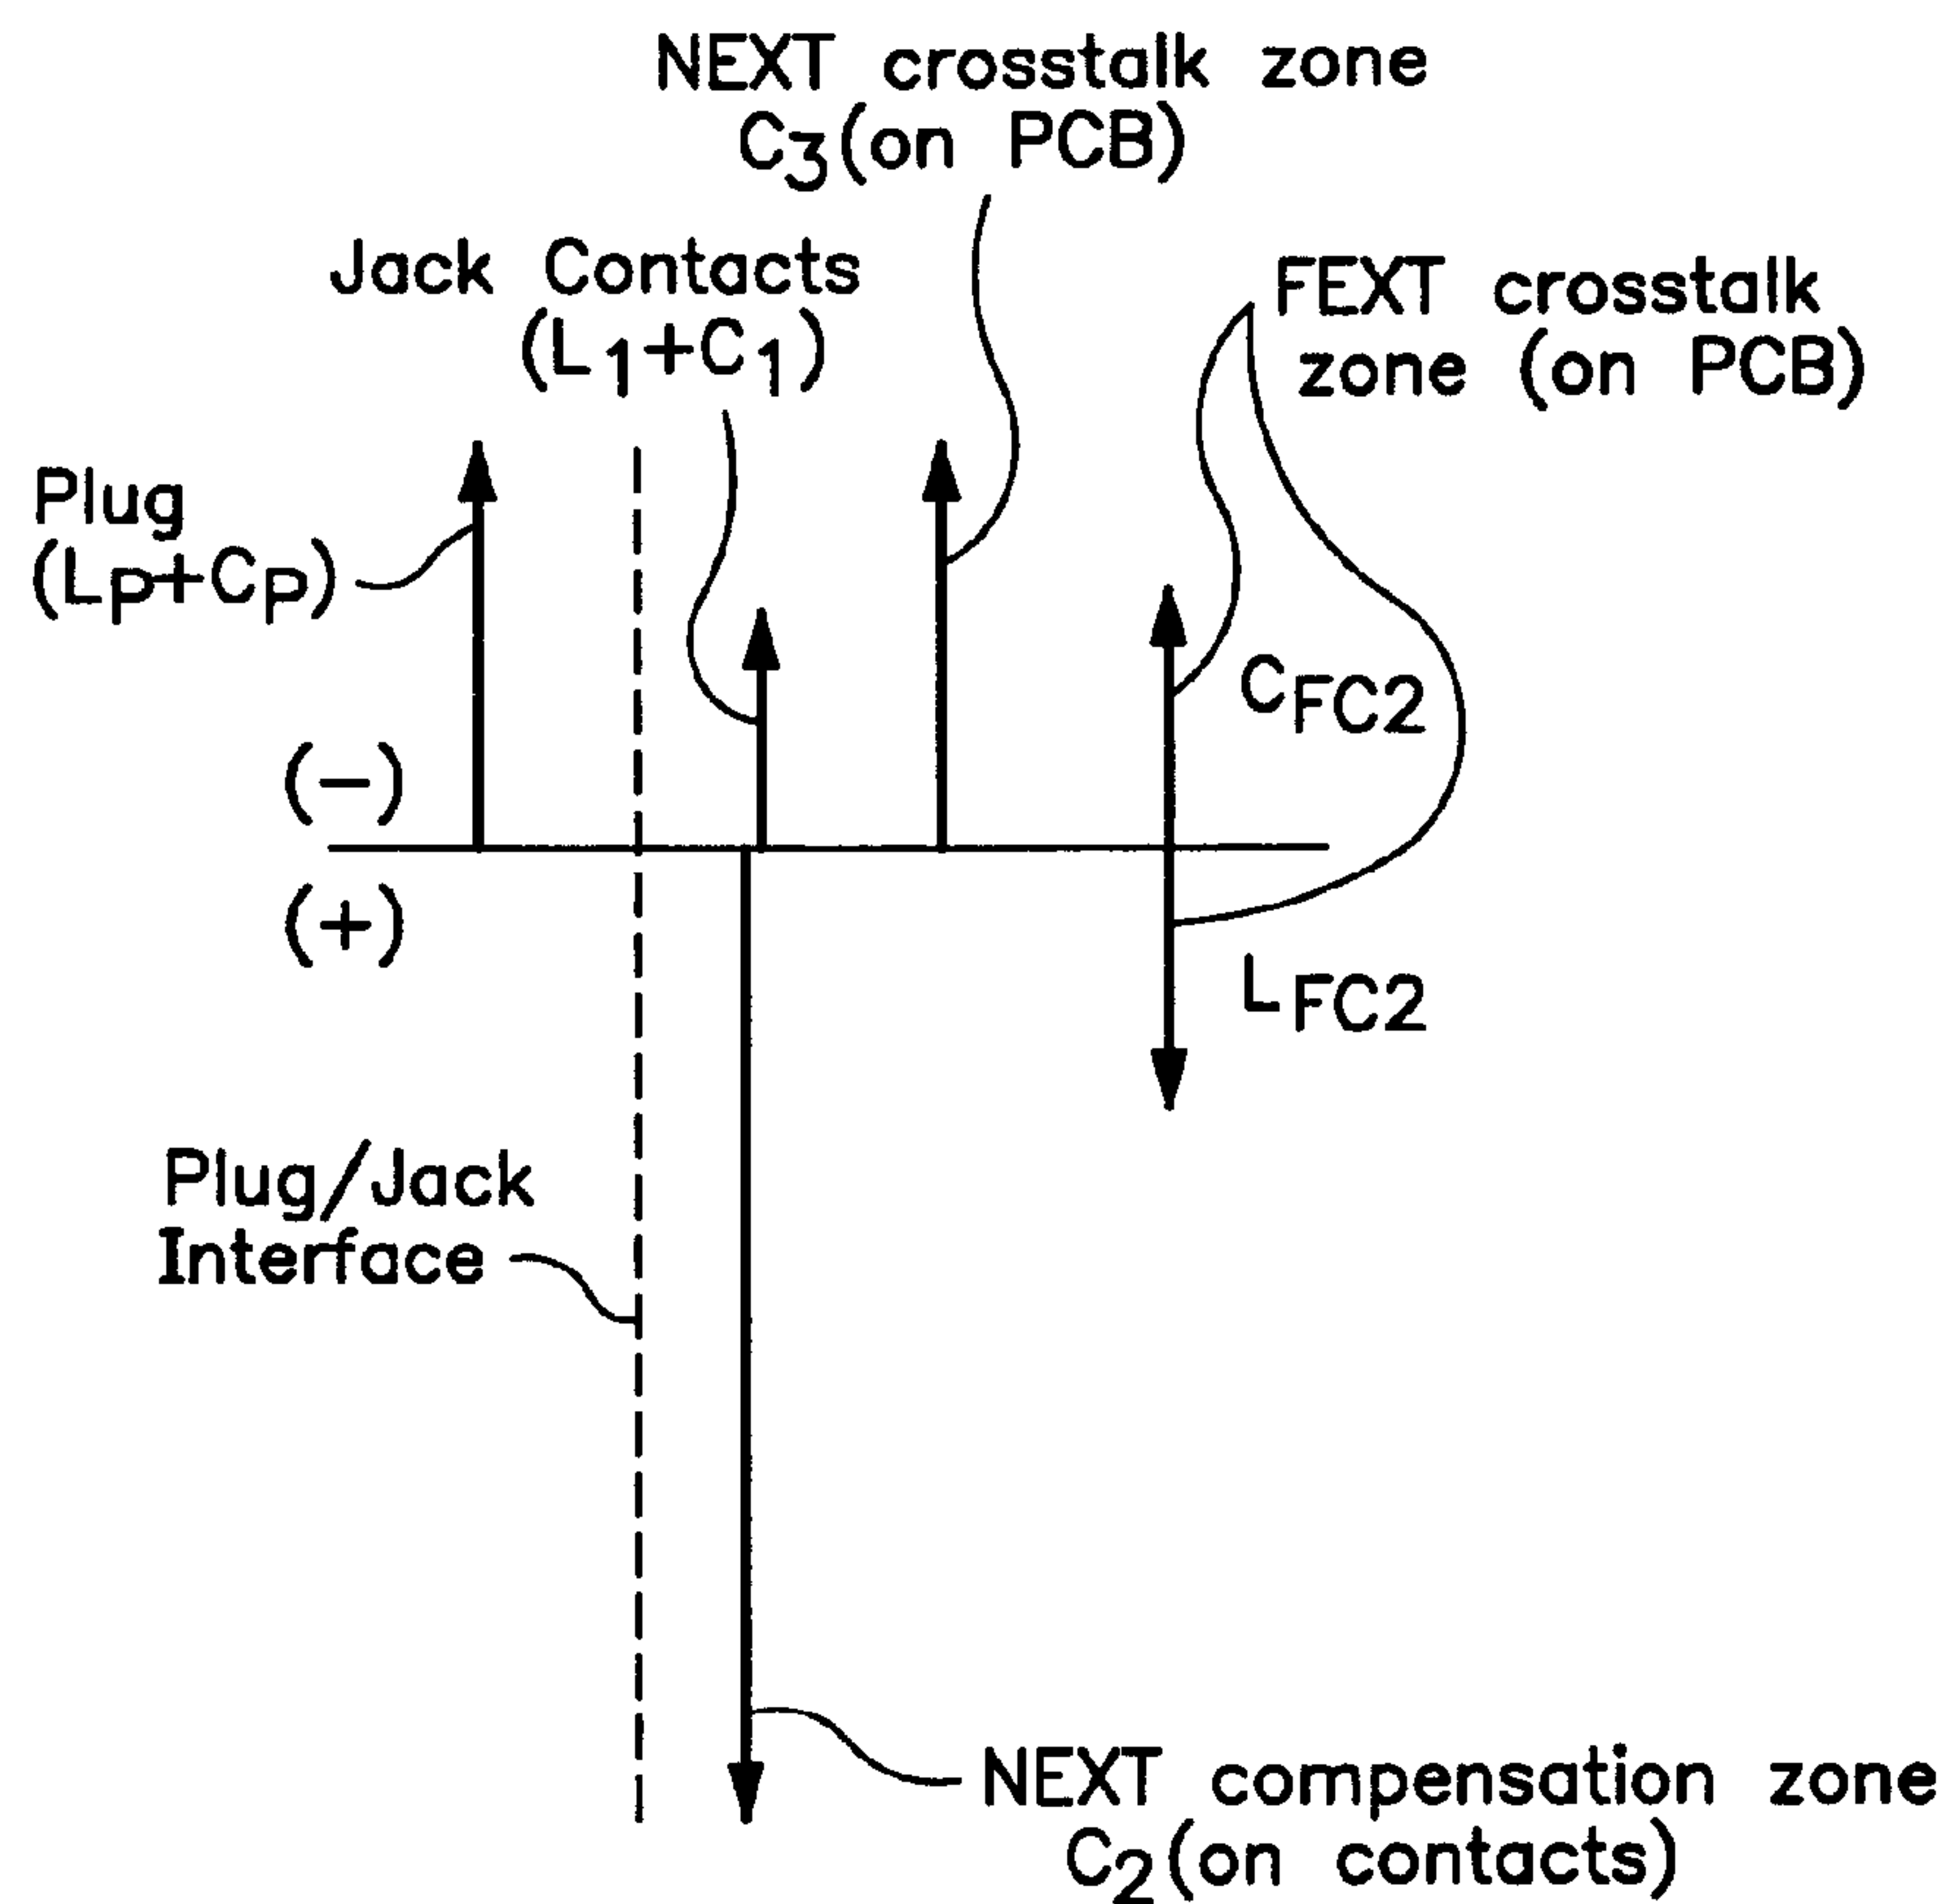 NEXT crosstalk zone
C3(on PCB)
Jack Contacts
(L1+C1)
FEXT crosstalk
zone (on PCB)
Plug
(Lp+Cp)
CFC2
(−)
(+)
LFC2
Plug/Jack
Interface
NEXT compensation zone
C2(on contacts)